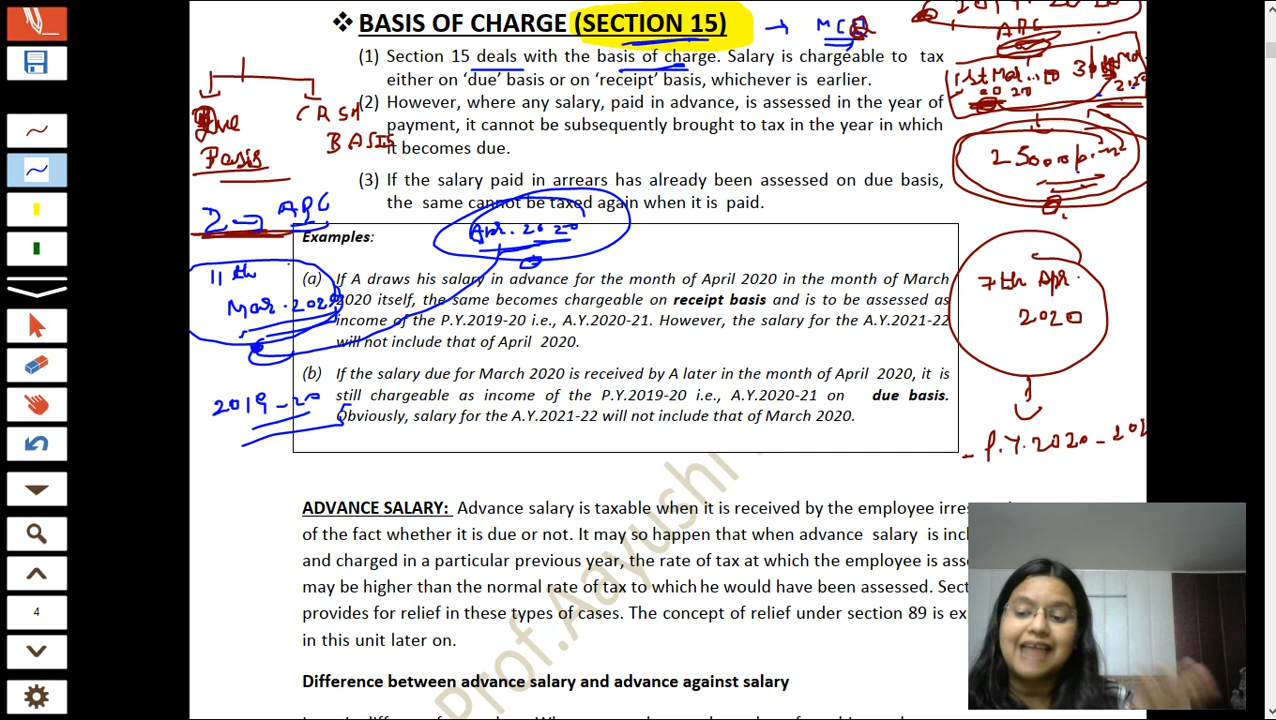 ❖ BASIS OF CHARGE (SECTION 15) → MCQ
(1) Section 15 deals with the basis of charge. Salary is chargeable to tax
either on 'due' basis or on 'receipt' basis, whichever is earlier.
(2) However, where any salary, paid in advance, is assessed in the year of
payment, it cannot be subsequently brought to tax in the year in which
it becomes due.
(3) If the salary paid in arrears has already been assessed on due basis,
the same cannot be taxed again when it is paid.
Due
Basis
CASH
BASIS
2 → ABC
11th
Mar. 2020
2019-20
Apr. 2020
ABC
1st Mar. to
2020
25000 p.m
7th Apr.
2020
- P.Y. 2020-202
Examples:
(a) If A draws his salary in advance for the month of April 2020 in the month of March
2020 itself, the same becomes chargeable on receipt basis and is to be assessed as
income of the P.Y.2019-20 i.e., A.Y.2020-21. However, the salary for the A.Y.2021-22
will not include that of April 2020.
(b) If the salary due for March 2020 is received by A later in the month of April 2020, it is
still chargeable as income of the P.Y.2019-20 i.e., A.Y.2020-21 on due basis.
Obviously, salary for the A.Y.2021-22 will not include that of March 2020.
ADVANCE SALARY: Advance salary is taxable when it is received by the employee irres
of the fact whether it is due or not. It may so happen that when advance salary is incl
and charged in a particular previous year, the rate of tax at which the employee is asse
may be higher than the normal rate of tax to which he would have been assessed. Sect
provides for relief in these types of cases. The concept of relief under section 89 is ex
in this unit later on.
Difference between advance salary and advance against salary
Prof. Aayushi
4